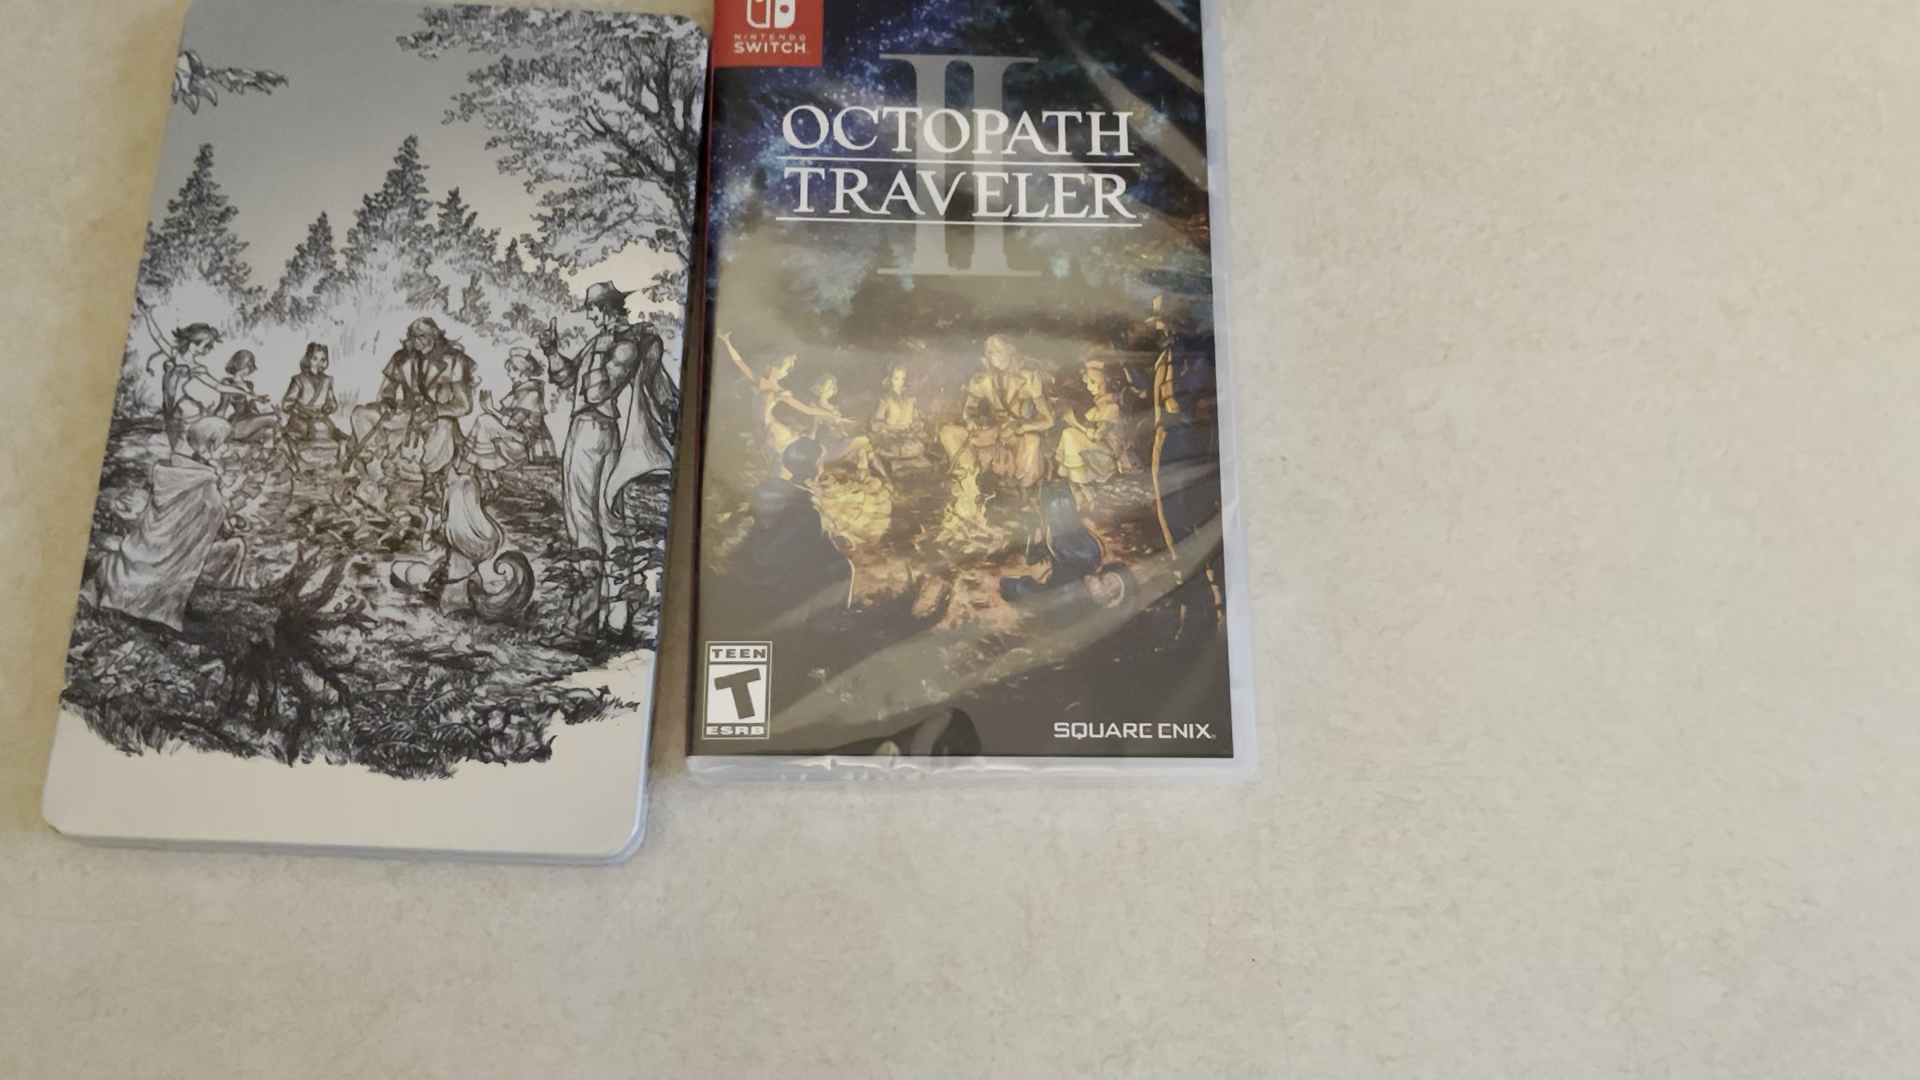 NINTENDO
SWITCH
II
OCTOPATH
TRAVELER
TEEN
T
ESRB
SQUARE ENIX